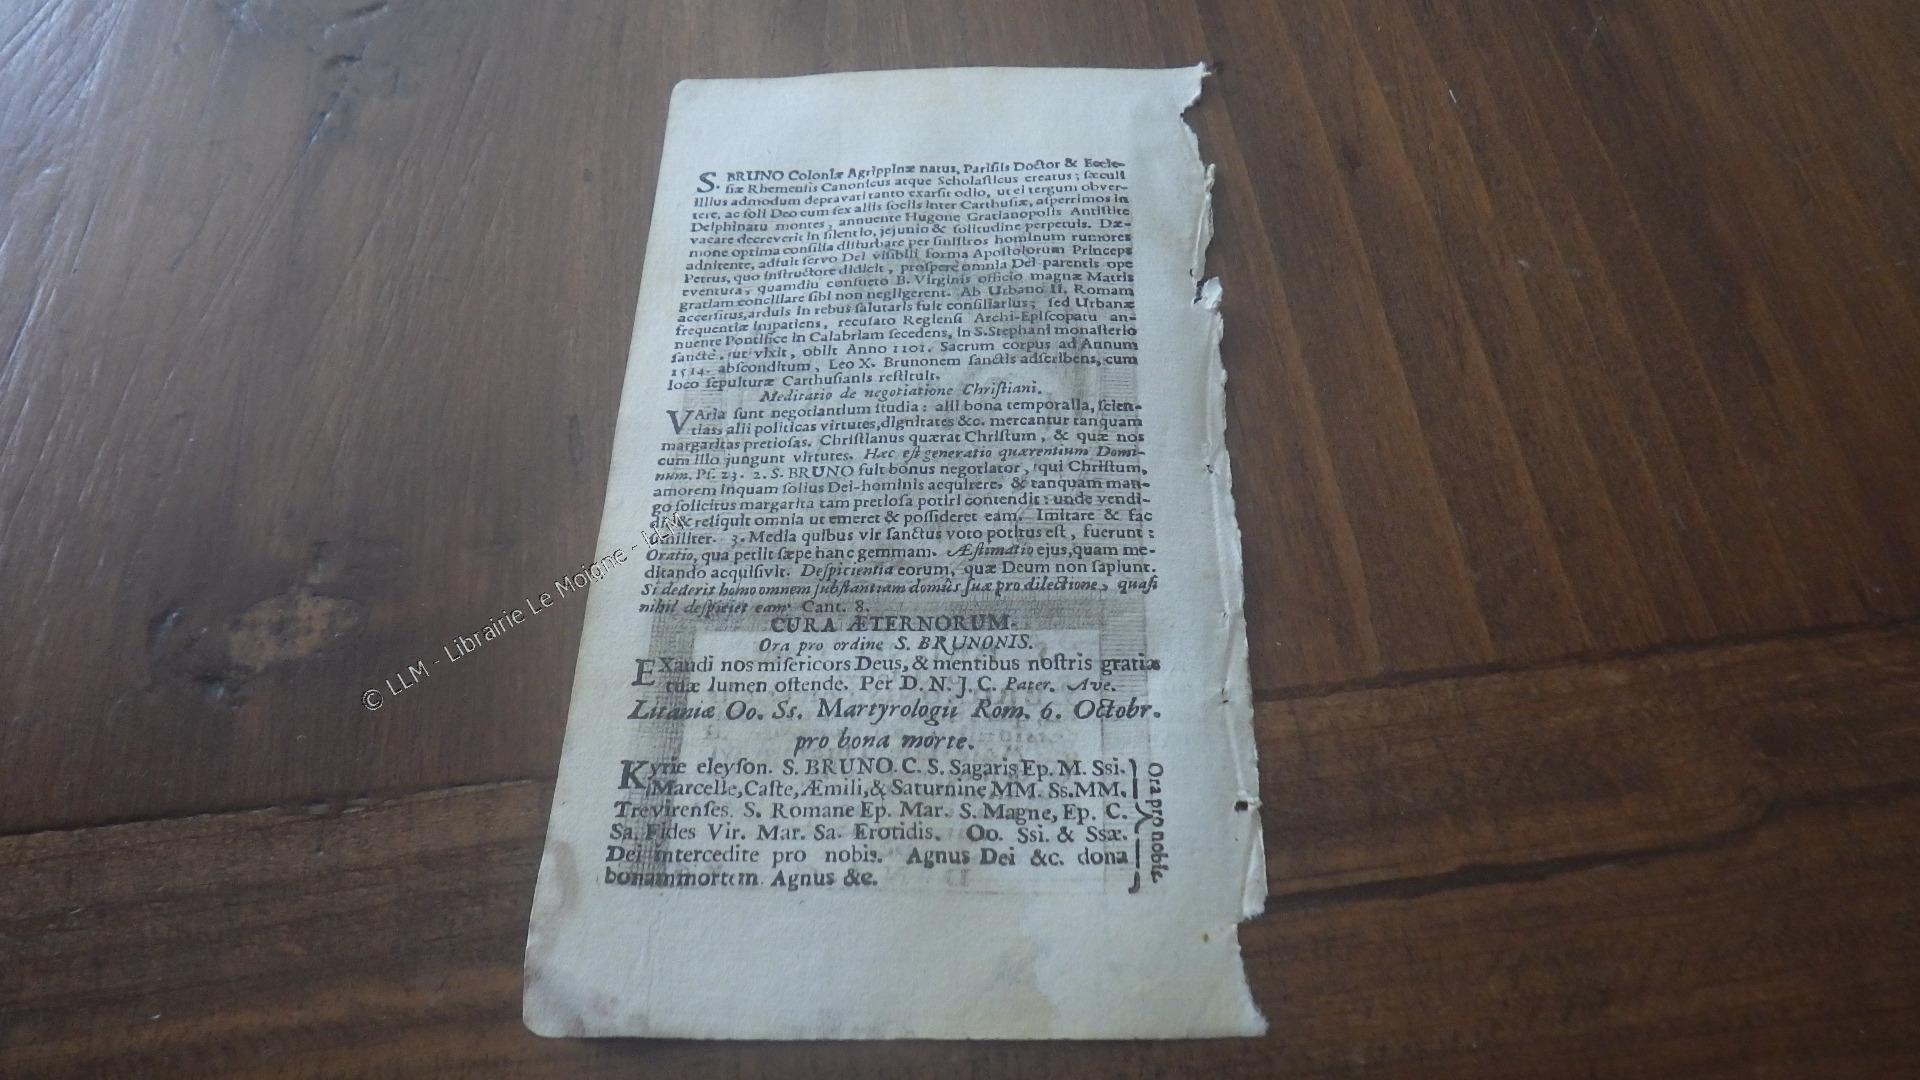 S. BRUNO Coloniæ Agrippinæ natus, Parisiis Doctor & Eccle-
siæ Rhemensis Canonicus atque Scholasticus creatus; sæculi
illius admodum depravati tanto exarsit odio, ut ei tergum obver-
tere, ac soli Deo cum sex aliis sociis inter Carthusiæ, asperrimos in
Delphinatu montes, annuente Hugone Gratianopolis Antistite
vacare decreverit in silentio, jejunio & solitudine perpetuis. Dæ-
mone optima consilia disturbare per sinistros hominum rumores
adnitente, adfuit servo Dei visibili forma Apostolorum Princeps
Petrus, quo instructore didicit, prospere omnia Dei-parentis ope
eventura, quamdiu consueto B. Virginis officio magnæ Matris
gratiam conciliare sibi non negligerent. Ab Urbano II. Romam
accersitus, arduis in rebus salutaris fuit consiliarius; sed Urbanæ
frequentiæ impatiens, recusato Regiensi Archi-Episcopatu an-
nuente Pontifice in Calabriam secedens, in S. Stephani monasterio
sancte, ut vixit, obiit Anno 1101. Sacrum corpus ad Annum
1514. absconditum, Leo X. Brunonem sanctis adscribens, cum
loco sepulturæ Carthusianis restituit.
Meditatio de negotiatione Christiani.
VAria sunt negotiantium studia: alii bona temporalia, scien-
tias; alii politicas virtutes, dignitates &c. mercantur tanquam
margaritas pretiosas. Christianus quærat Christum, & quæ nos
cum illo jungunt virtutes. Hæc est generatio quærentium Domi-
num. Ps. 23. 2. S. BRUNO fuit bonus negotiator, qui Christum,
amorem inquam solius Dei-hominis acquirere, & tanquam man-
go solicitus margarita tam pretiosa potiri contendit: unde vendi-
dit & reliquit omnia ut emeret & possideret eam. Imitare & fac
similiter. 3. Media quibus vir sanctus voto potitus est, fuerunt:
Oratio, qua petiit sæpe hanc gemmam. Æstimatio ejus, quam me-
ditando acquisivit. Despicientia eorum, quæ Deum non sapiunt.
Si dederit homo omnem substantiam domûs suæ pro dilectione, quasi
nihil despiciet eam Cant. 8.
CURA ÆTERNORUM.
Ora pro ordine S. BRUNONIS.
EXaudi nos misericors Deus, & mentibus nostris gratiæ
tuæ lumen ostende. Per D. N. J. C. Pater. Ave.
Litaniæ Oo. Ss. Martyrologii Rom. 6. Octobr.
pro bona morte.
Kyrie eleyson. S. BRUNO. C. S. Sagaris Ep. M. Ssi.
Marcelle, Caste, Æmili, & Saturnine MM. Ss. MM.
Trevirenses. S. Romane Ep. Mar. S. Magne, Ep. C.
Sa. Fides Vir. Mar. Sa. Erotidis. Oo. Ssi. & Ssæ.
Dei intercedite pro nobis. Agnus Dei &c. dona
bonam mortem. Agnus &c.
Ora pro nobis.
© LLM - Librairie Le Moigne - LLM